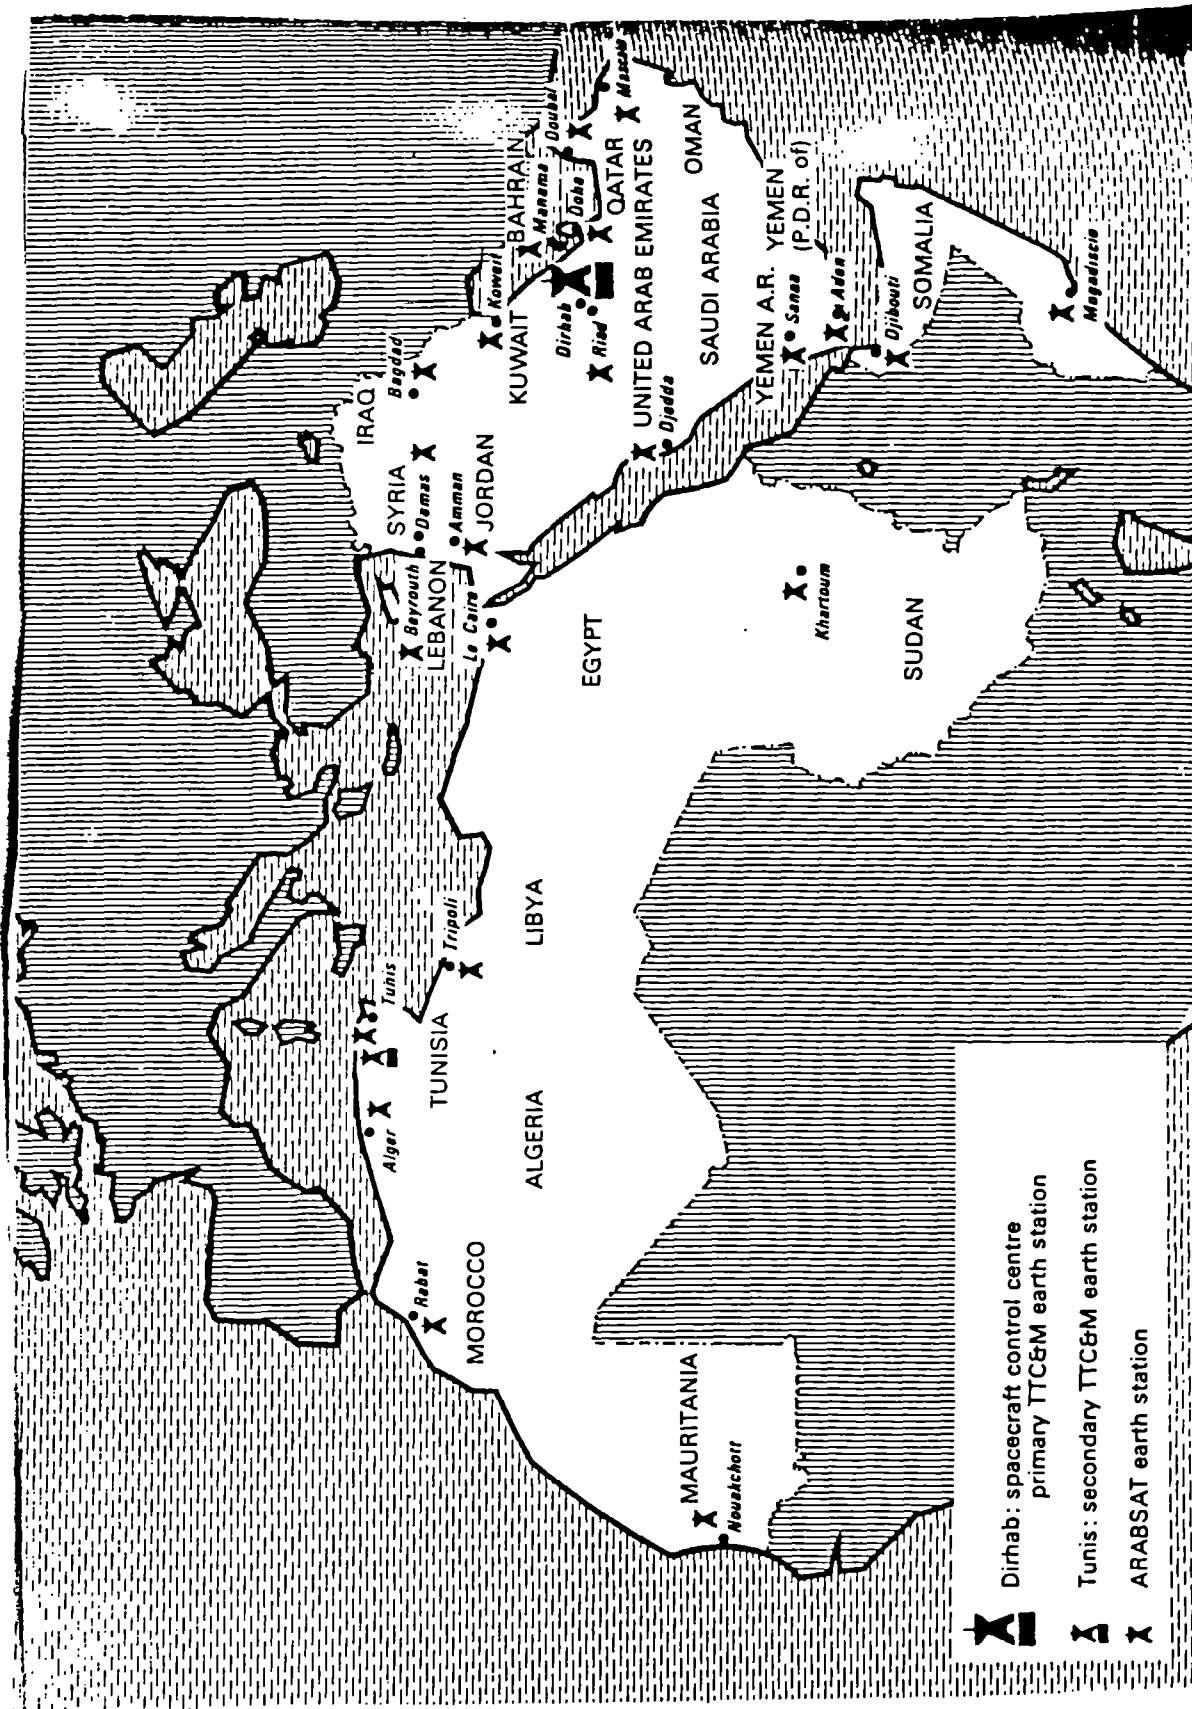 MOROCCO
Rabat
ALGERIA
Alger
TUNISIA
Tunis
LIBYA
Tripoli
EGYPT
Le Caire
LEBANON
Beyrouth
SYRIA
Damas
JORDAN
Amman
IRAQ
Bagdad
KUWAIT
Kowait
BAHRAIN
Manama
Doha
QATAR
Doubai
Mascate
UNITED ARAB EMIRATES
OMAN
SAUDI ARABIA
Dirhab
Riad
Djedda
YEMEN A.R.
Sanaa
YEMEN
(P.D.R. of)
Aden
Djibouti
SOMALIA
Mogadiscio
SUDAN
Khartoum
MAURITANIA
Nouakchott
Dirhab: spacecraft control centre
primary TTC&M earth station
Tunis: secondary TTC&M earth station
ARABSAT earth station